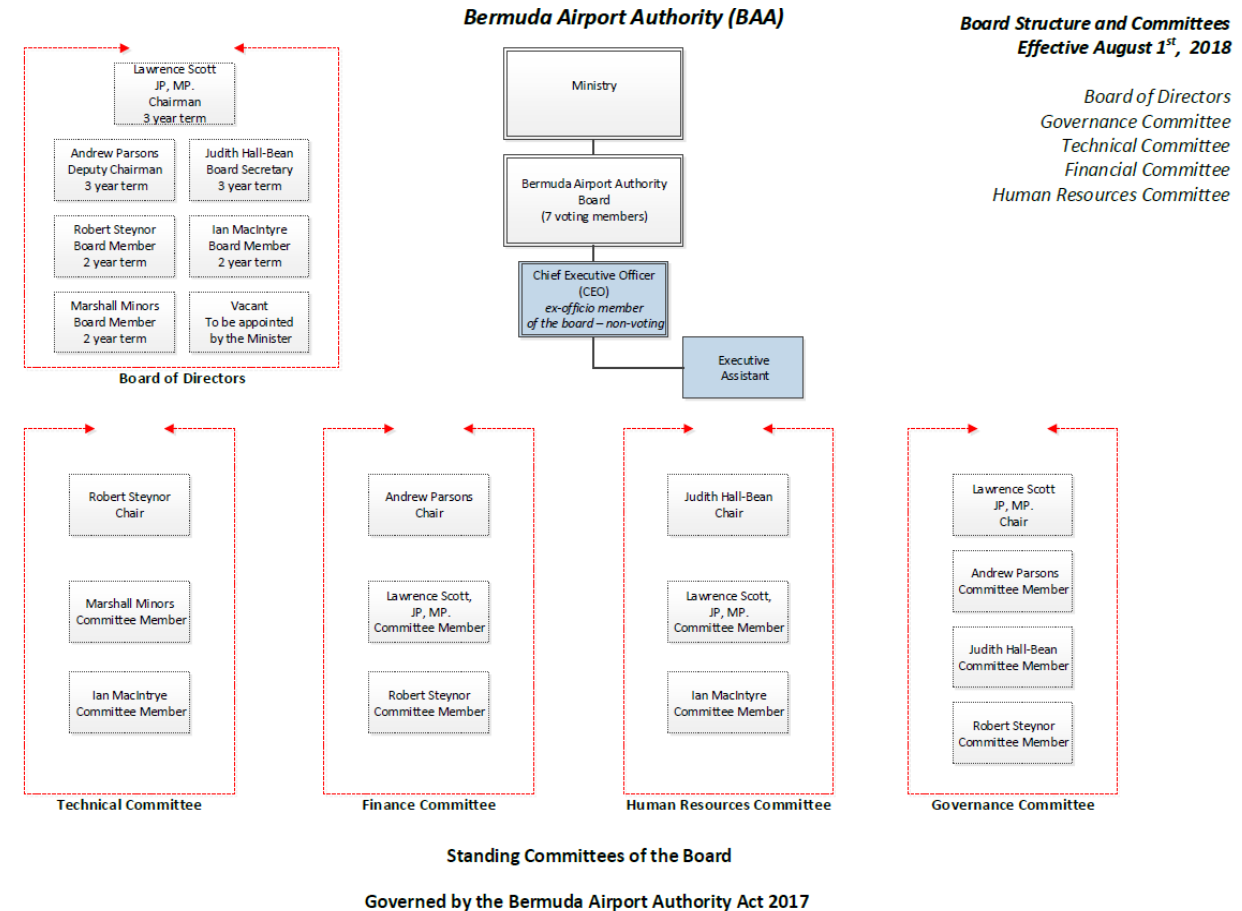 Bermuda Airport Authority (BAA)
Board Structure and Committees
Effective August 1st, 2018
Board of Directors
Governance Committee
Technical Committee
Financial Committee
Human Resources Committee
Lawrence Scott
JP, MP.
Chairman
3 year term
Andrew Parsons
Deputy Chairman
3 year term
Judith Hall-Bean
Board Secretary
3 year term
Robert Steynor
Board Member
2 year term
Ian MacIntyre
Board Member
2 year term
Marshall Minors
Board Member
2 year term
Vacant
To be appointed
by the Minister
Board of Directors
Ministry
Bermuda Airport Authority
Board
(7 voting members)
Chief Executive Officer
(CEO)
ex-officio member
of the board – non-voting
Executive
Assistant
Robert Steynor
Chair
Marshall Minors
Committee Member
Ian MacIntrye
Committee Member
Technical Committee
Andrew Parsons
Chair
Lawrence Scott,
JP, MP.
Committee Member
Robert Steynor
Committee Member
Finance Committee
Judith Hall-Bean
Chair
Lawrence Scott,
JP, MP.
Committee Member
Ian MacIntyre
Committee Member
Human Resources Committee
Lawrence Scott
JP, MP.
Chair
Andrew Parsons
Committee Member
Judith Hall-Bean
Committee Member
Robert Steynor
Committee Member
Governance Committee
Standing Committees of the Board
Governed by the Bermuda Airport Authority Act 2017